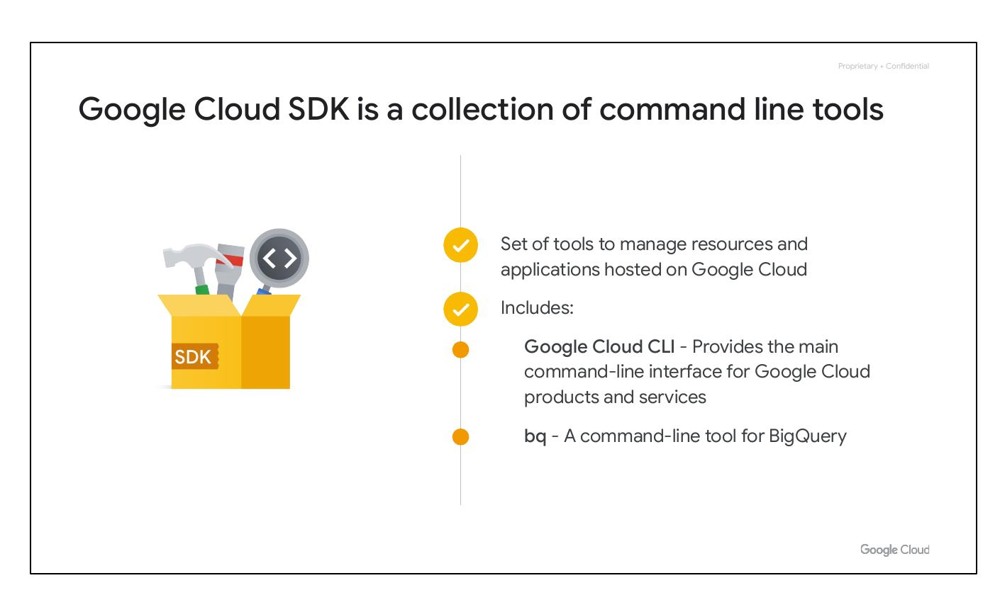 Proprietary + Confidential
Google Cloud SDK is a collection of command line tools
SDK
Set of tools to manage resources and
applications hosted on Google Cloud
Includes:
Google Cloud CLI - Provides the main
command-line interface for Google Cloud
products and services
bq - A command-line tool for BigQuery
Google Cloud